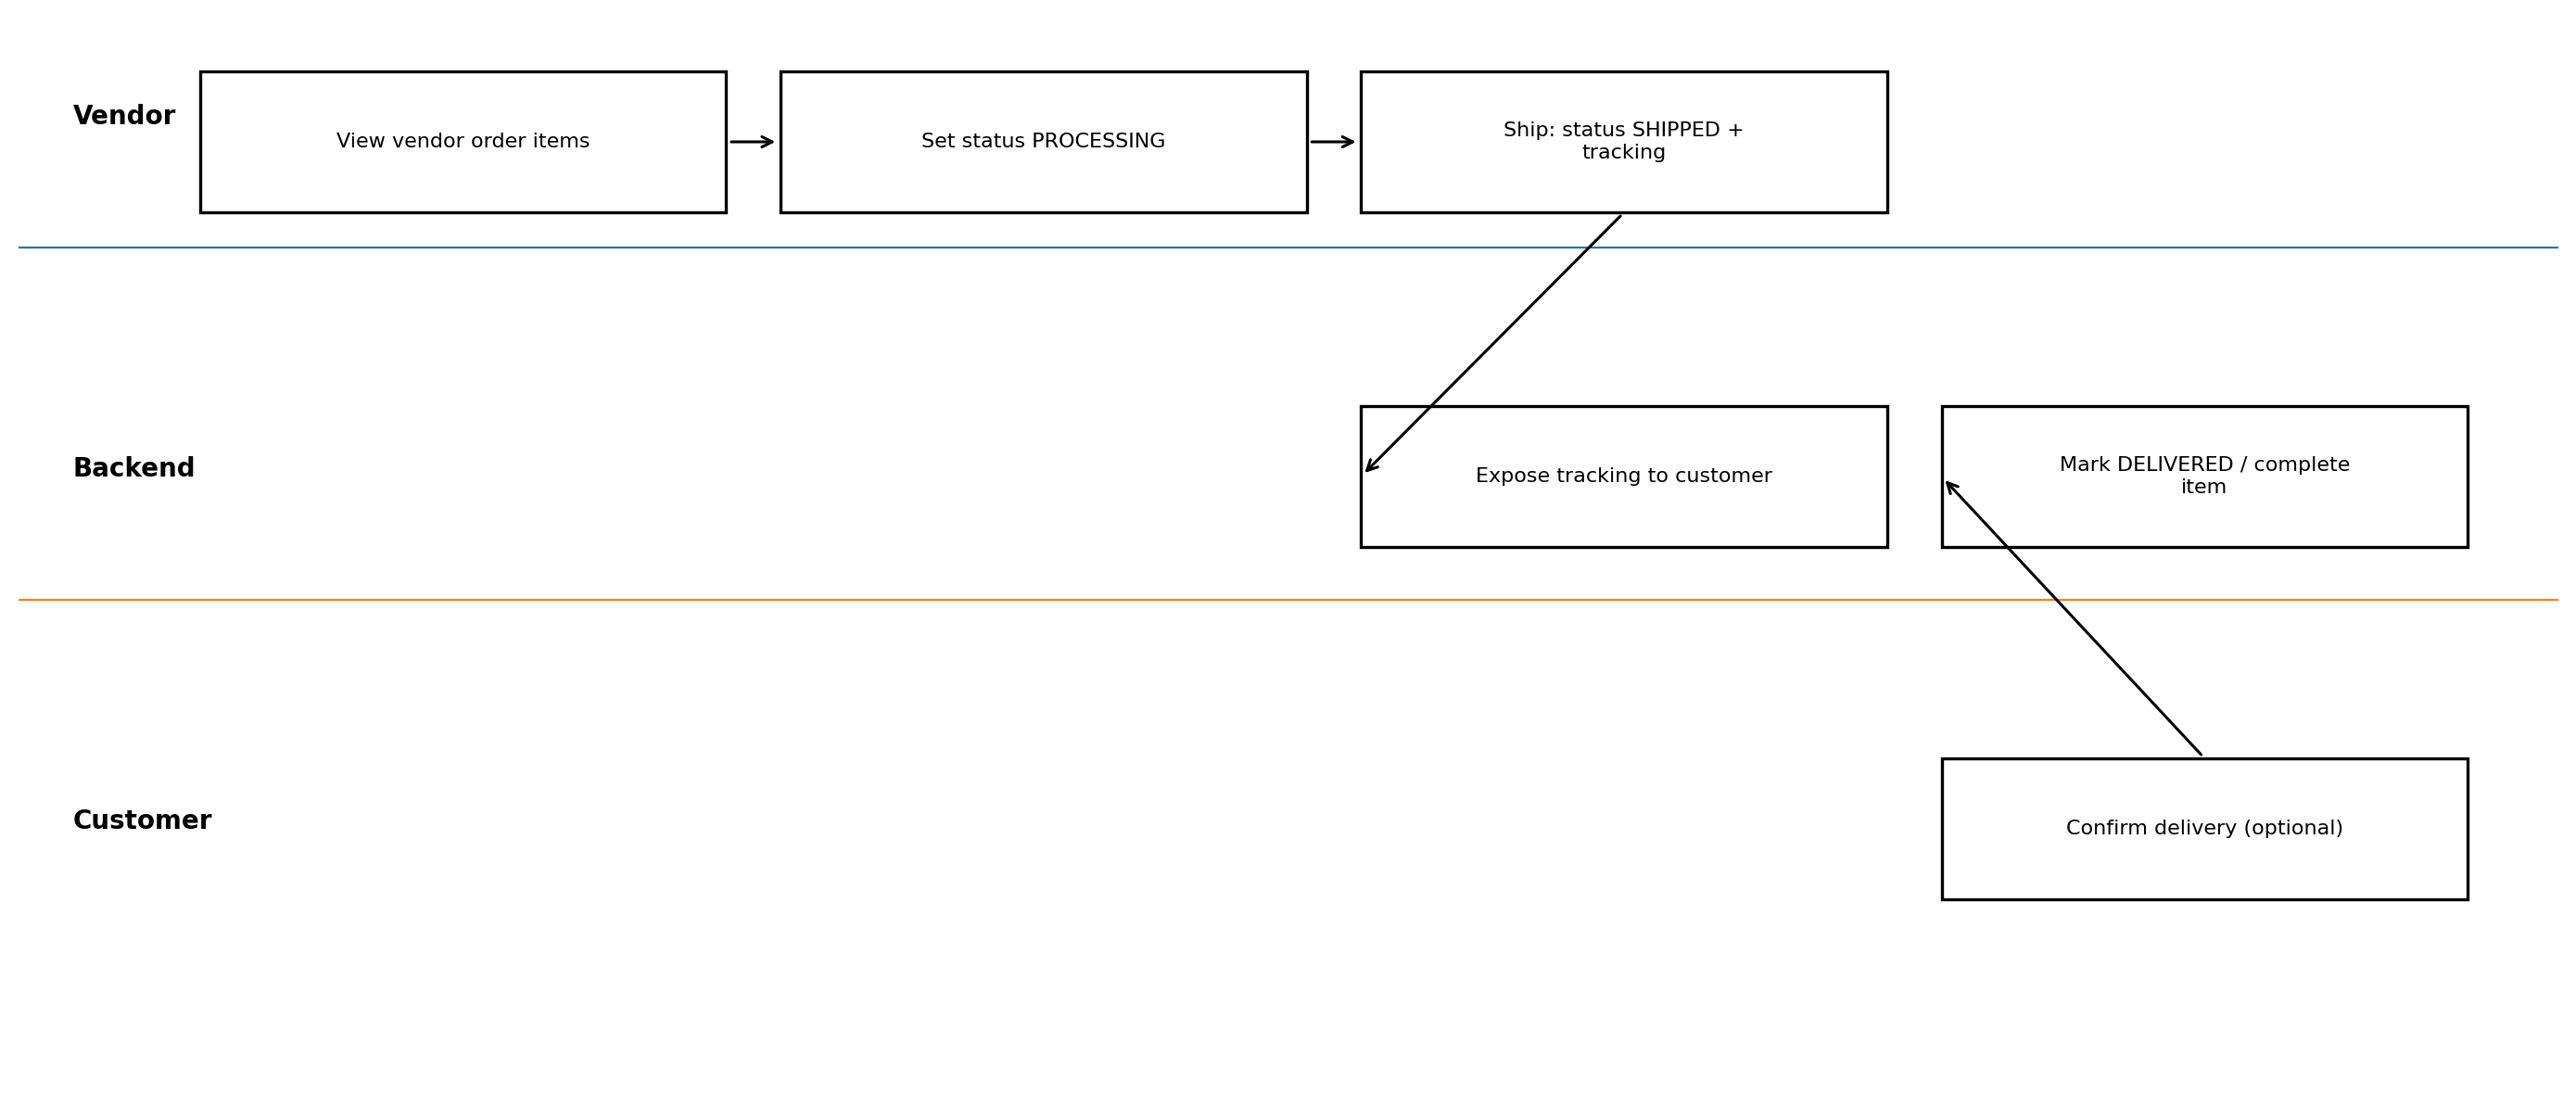 Vendor
View vendor order items
Set status PROCESSING
Ship: status SHIPPED +
tracking
Backend
Expose tracking to customer
Mark DELIVERED / complete
item
Customer
Confirm delivery (optional)